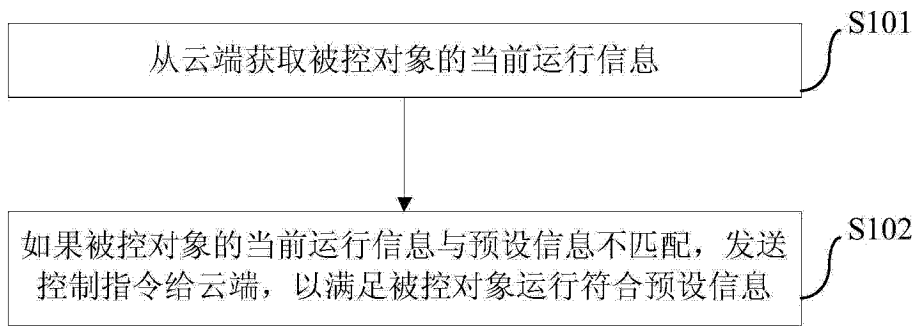 S101
从云端获取被控对象的当前运行信息
S102
如果被控对象的当前运行信息与预设信息不匹配，发送
控制指令给云端，以满足被控对象运行符合预设信息